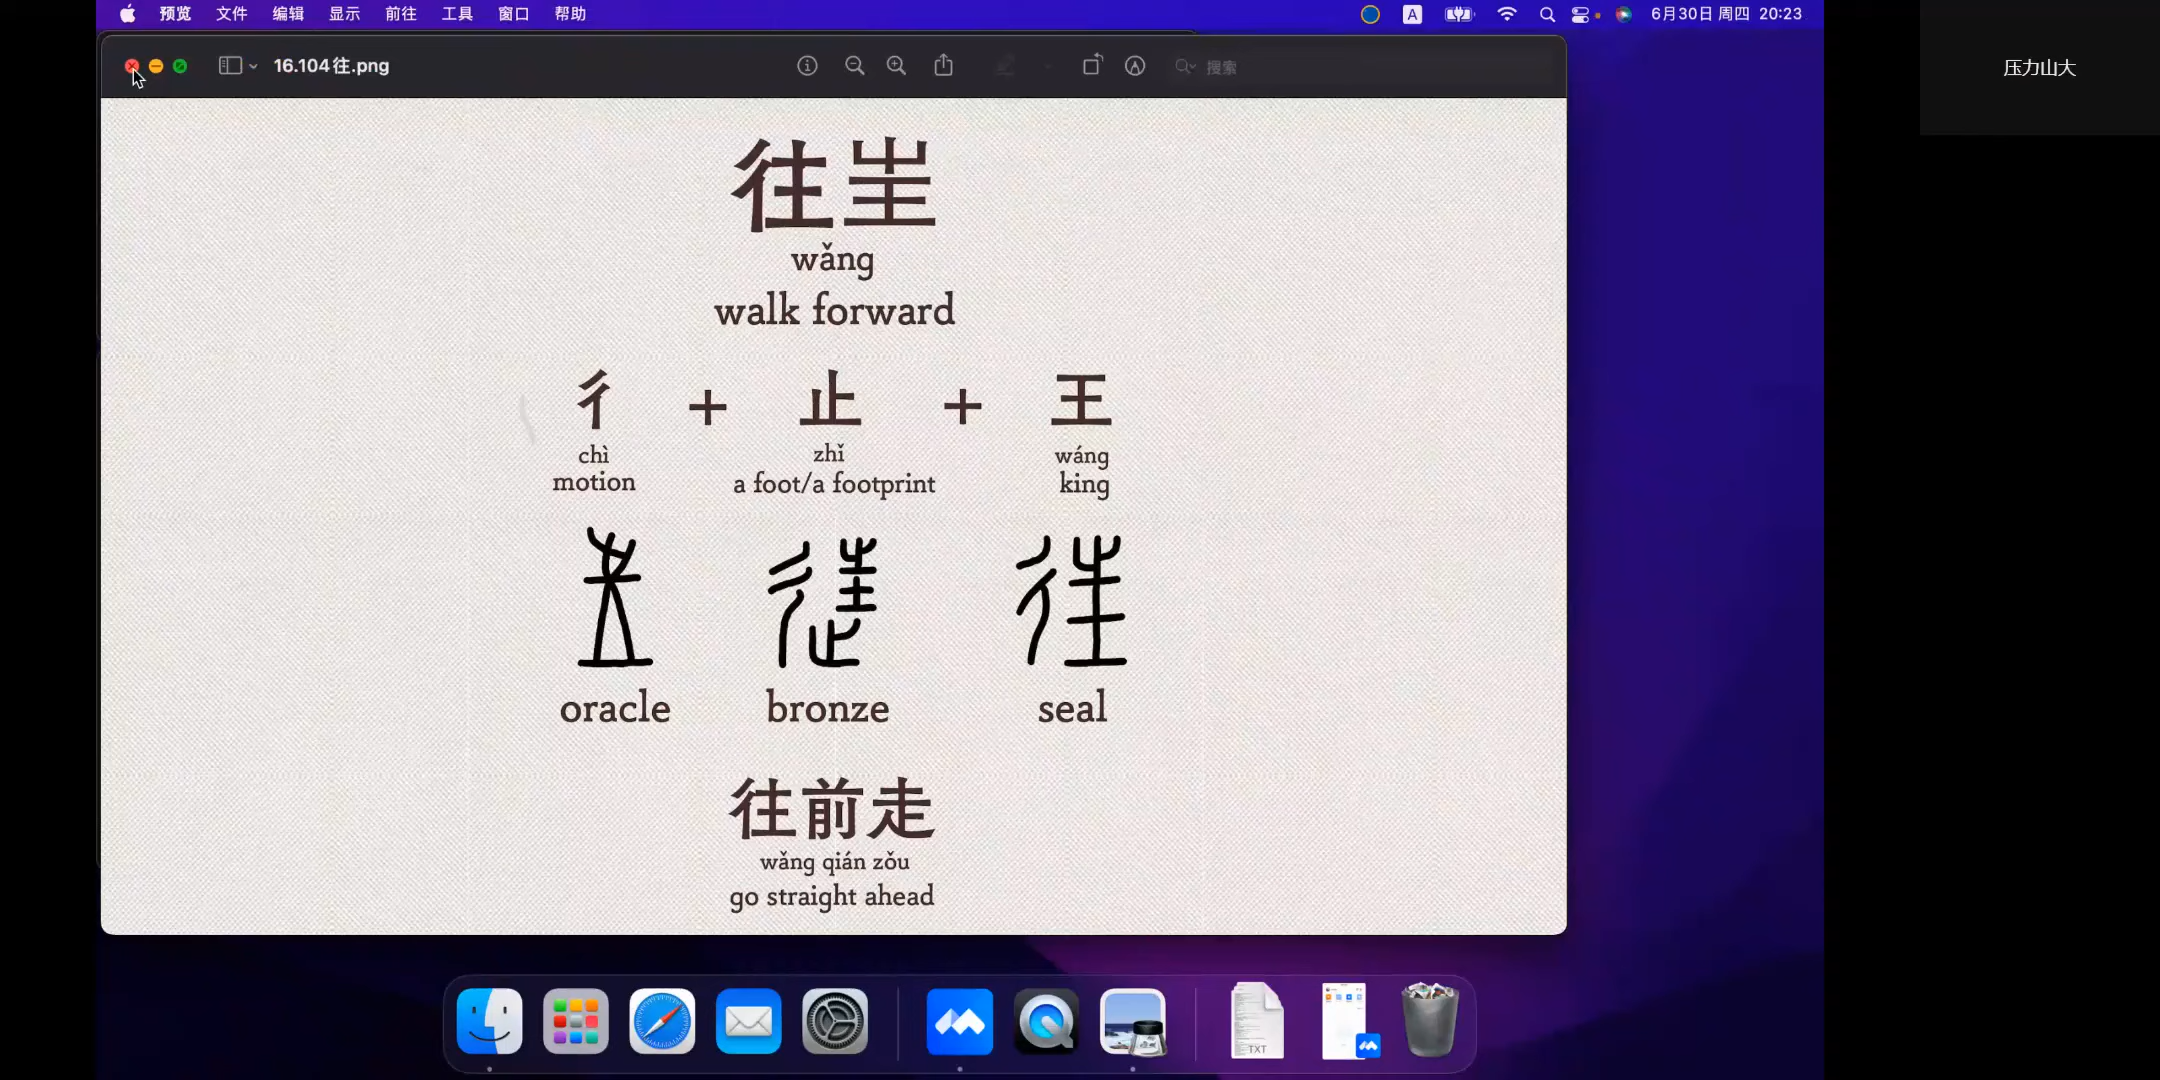 预览 文件 编辑 显示 前往 工具 窗口 帮助 A 6月30日 周四 20:23
压力山大
16.104往.png 搜索
往㞷
wǎng
walk forward
彳 + 止 + 王
chì zhǐ wáng
motion a foot/a footprint king
oracle bronze seal
往前走
wǎng qián zǒu
go straight ahead
TXT